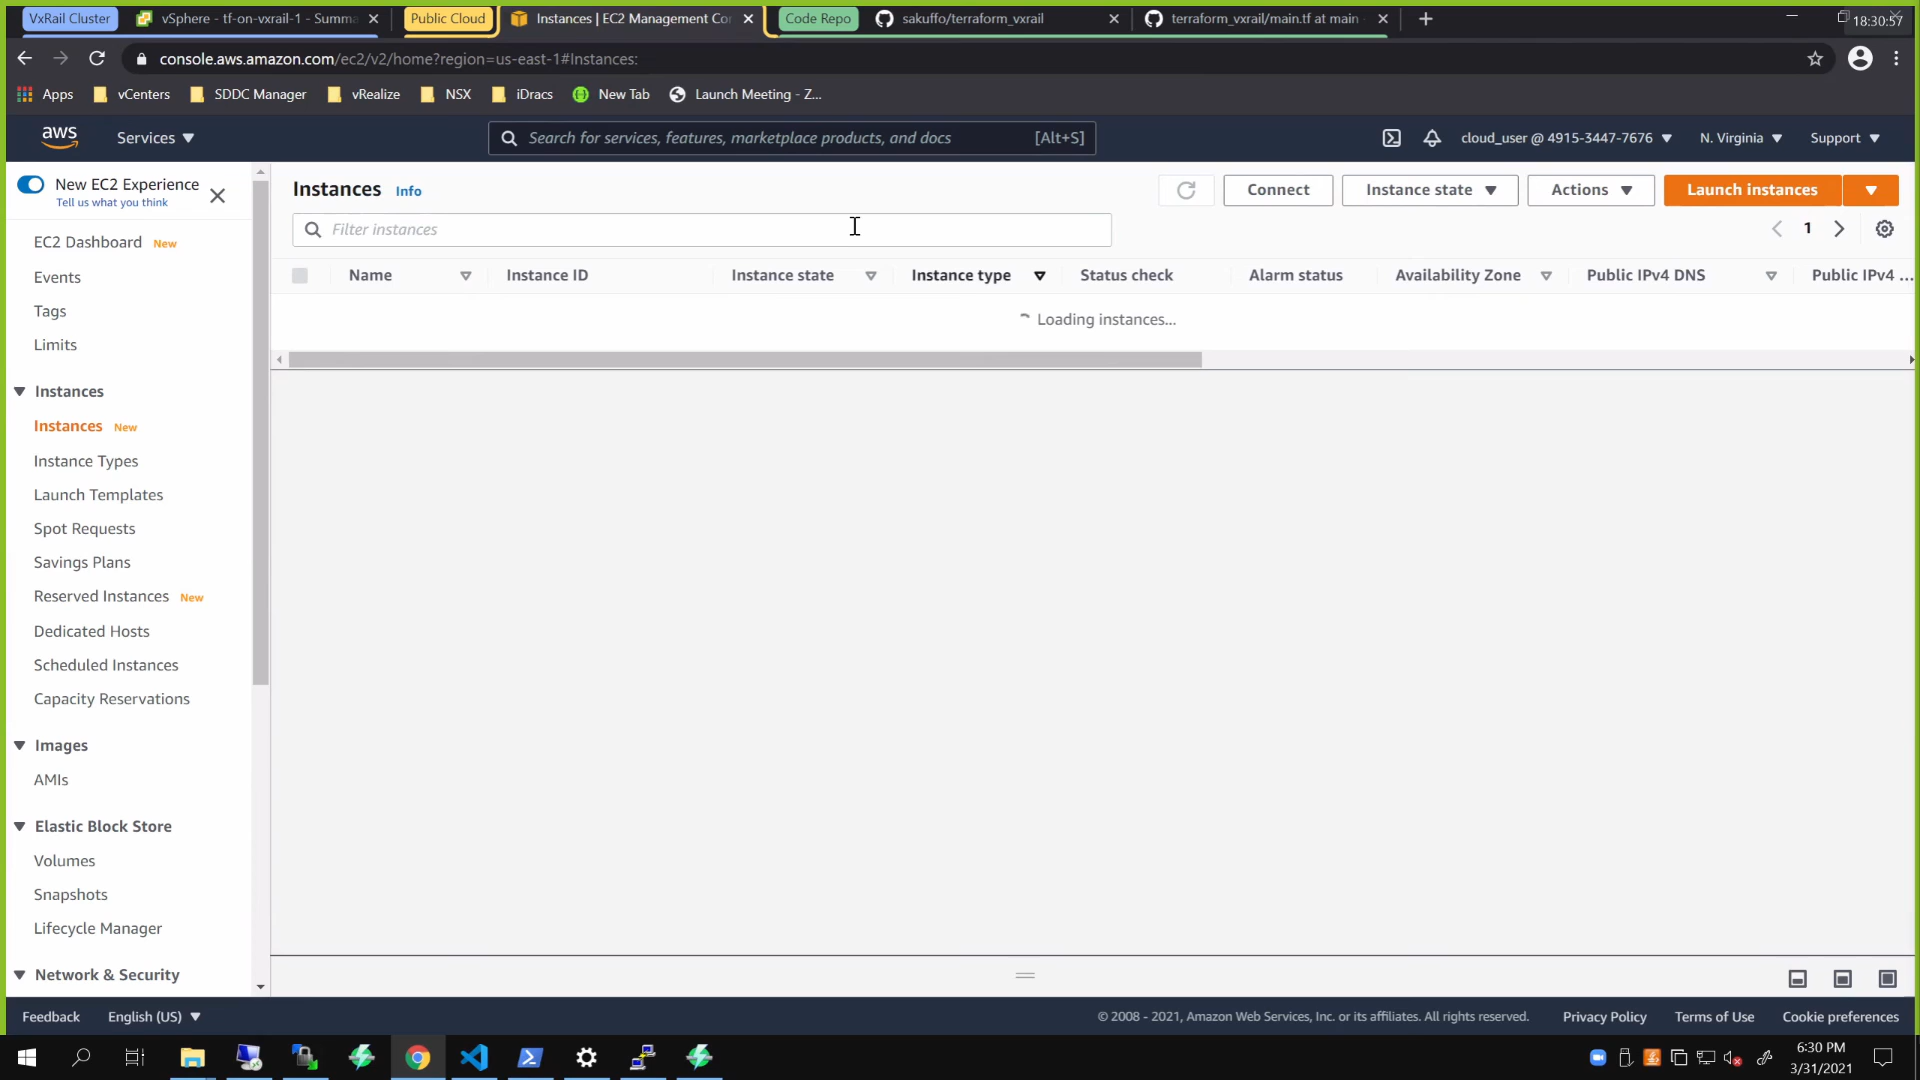 VxRail Cluster
vSphere - tf-on-vxrail-1 - Summa
Public Cloud
Instances | EC2 Management Con
Code Repo
sakuffo/terraform_vxrail
terraform_vxrail/main.tf at main
18:30:57
console.aws.amazon.com/ec2/v2/home?region=us-east-1#Instances:
Apps
vCenters
SDDC Manager
vRealize
NSX
iDracs
New Tab
Launch Meeting - Z...
aws
Services
Search for services, features, marketplace products, and docs
[Alt+S]
cloud_user @ 4915-3447-7676
N. Virginia
Support
New EC2 Experience
Tell us what you think
EC2 Dashboard New
Events
Tags
Limits
Instances
Instances New
Instance Types
Launch Templates
Spot Requests
Savings Plans
Reserved Instances New
Dedicated Hosts
Scheduled Instances
Capacity Reservations
Images
AMIs
Elastic Block Store
Volumes
Snapshots
Lifecycle Manager
Network & Security
Instances Info
Connect
Instance state
Actions
Launch instances
Filter instances
1
Name
Instance ID
Instance state
Instance type
Status check
Alarm status
Availability Zone
Public IPv4 DNS
Public IPv4 ...
Loading instances...
Feedback
English (US)
© 2008 - 2021, Amazon Web Services, Inc. or its affiliates. All rights reserved.
Privacy Policy
Terms of Use
Cookie preferences
6:30 PM
3/31/2021